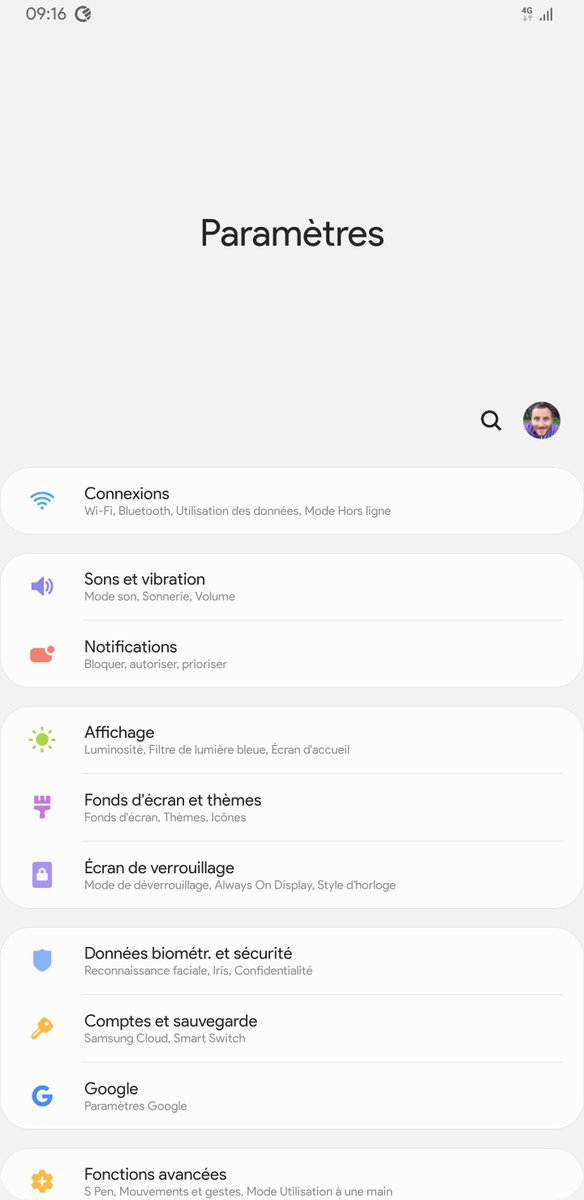 09:16
4G
Paramètres
Connexions
Wi-Fi, Bluetooth, Utilisation des données, Mode Hors ligne
Sons et vibration
Mode son, Sonnerie, Volume
Notifications
Bloquer, autoriser, prioriser
Affichage
Luminosité, Filtre de lumière bleue, Écran d'accueil
Fonds d'écran et thèmes
Fonds d'écran, Thèmes, Icônes
Écran de verrouillage
Mode de déverrouillage, Always On Display, Style d'horloge
Données biométr. et sécurité
Reconnaissance faciale, Iris, Confidentialité
Comptes et sauvegarde
Samsung Cloud, Smart Switch
Google
Paramètres Google
Fonctions avancées
S Pen, Mouvements et gestes, Mode Utilisation à une main